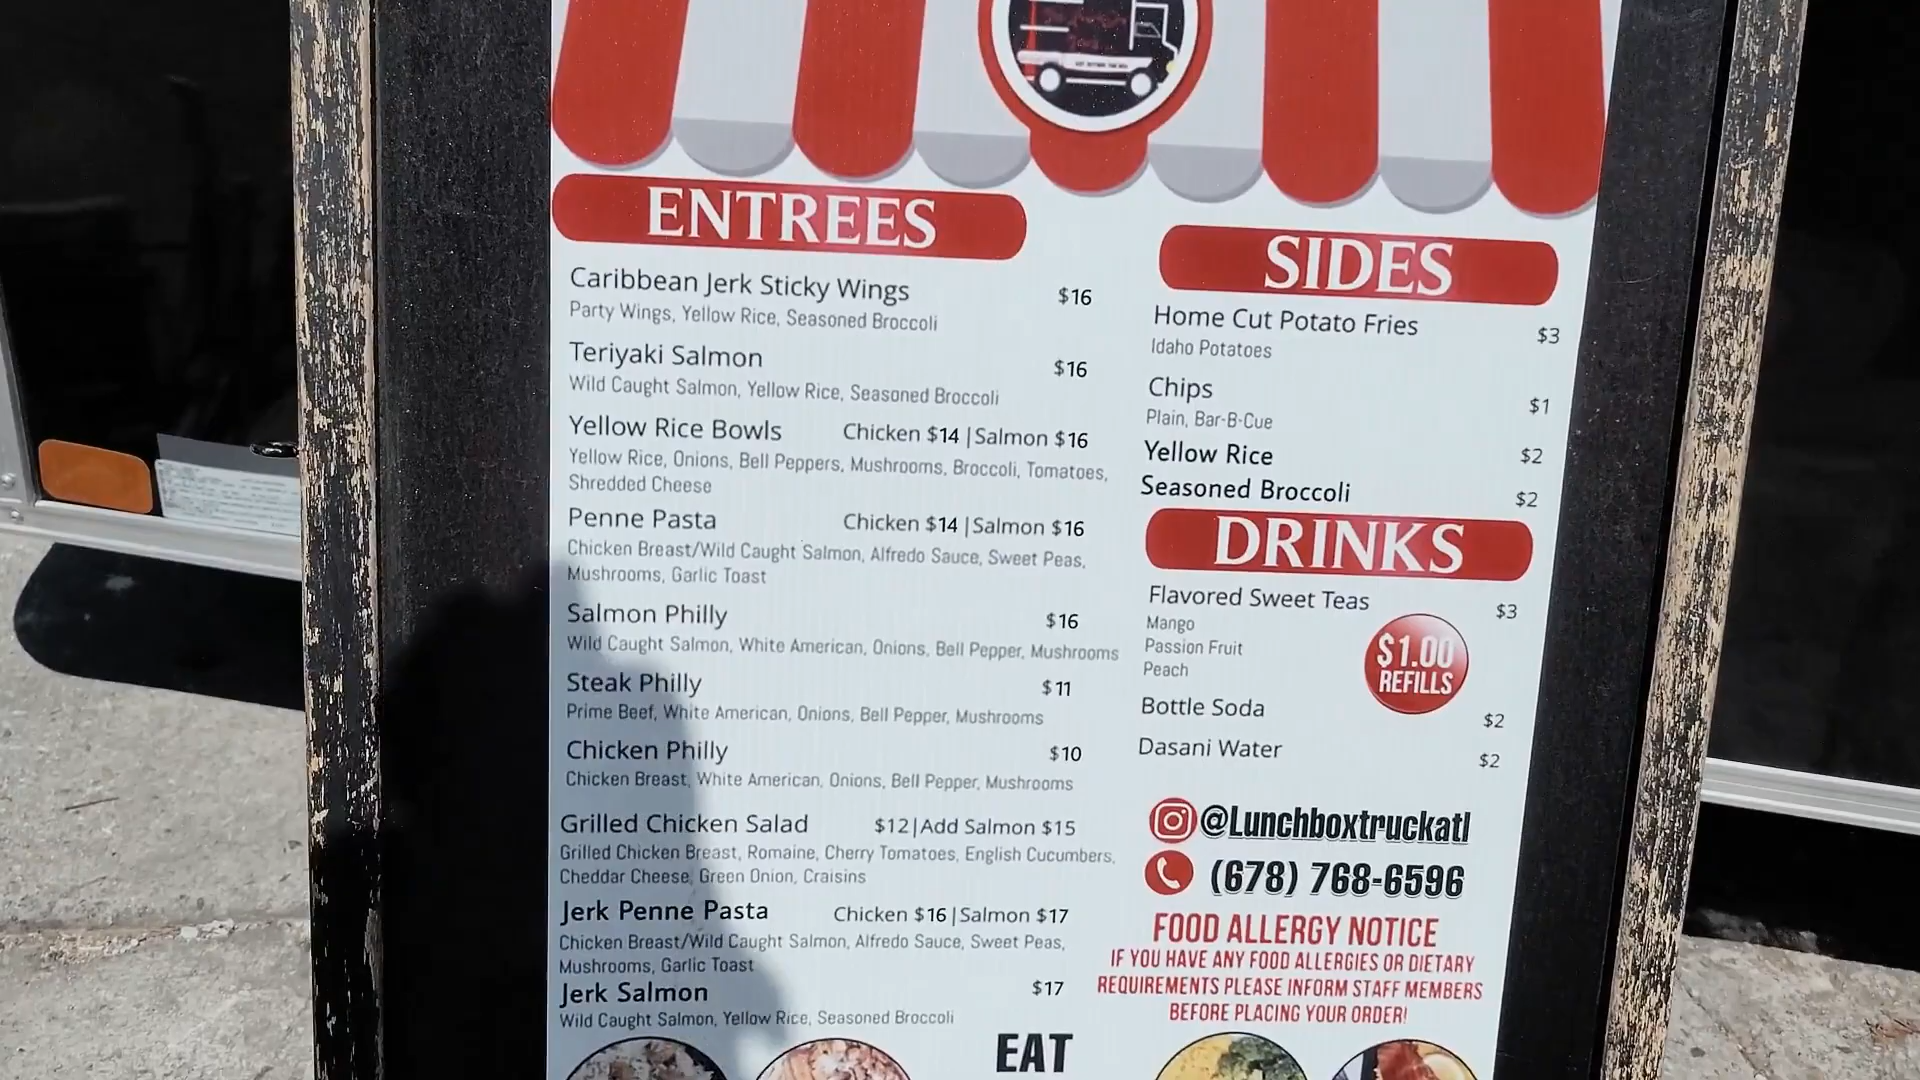 ENTREES
Caribbean Jerk Sticky Wings $16
Party Wings, Yellow Rice, Seasoned Broccoli
Teriyaki Salmon $16
Wild Caught Salmon, Yellow Rice, Seasoned Broccoli
Yellow Rice Bowls Chicken $14 |Salmon $16
Yellow Rice, Onions, Bell Peppers, Mushrooms, Broccoli, Tomatoes,
Shredded Cheese
Penne Pasta Chicken $14 |Salmon $16
Chicken Breast/Wild Caught Salmon, Alfredo Sauce, Sweet Peas,
Mushrooms, Garlic Toast
Salmon Philly $16
Wild Caught Salmon, White American, Onions, Bell Pepper, Mushrooms
Steak Philly $11
Prime Beef, White American, Onions, Bell Pepper, Mushrooms
Chicken Philly $10
Chicken Breast, White American, Onions, Bell Pepper, Mushrooms
Grilled Chicken Salad $12|Add Salmon $15
Grilled Chicken Breast, Romaine, Cherry Tomatoes, English Cucumbers,
Cheddar Cheese, Green Onion, Craisins
Jerk Penne Pasta Chicken $16|Salmon $17
Chicken Breast/Wild Caught Salmon, Alfredo Sauce, Sweet Peas,
Mushrooms, Garlic Toast
Jerk Salmon $17
Wild Caught Salmon, Yellow Rice, Seasoned Broccoli
SIDES
Home Cut Potato Fries $3
Idaho Potatoes
Chips $1
Plain, Bar-B-Cue
Yellow Rice $2
Seasoned Broccoli $2
DRINKS
Flavored Sweet Teas $3
Mango
Passion Fruit
Peach
$1.00
REFILLS
Bottle Soda $2
Dasani Water $2
@Lunchboxtruckatl
(678) 768-6596
FOOD ALLERGY NOTICE
IF YOU HAVE ANY FOOD ALLERGIES OR DIETARY
REQUIREMENTS PLEASE INFORM STAFF MEMBERS
BEFORE PLACING YOUR ORDER!
EAT